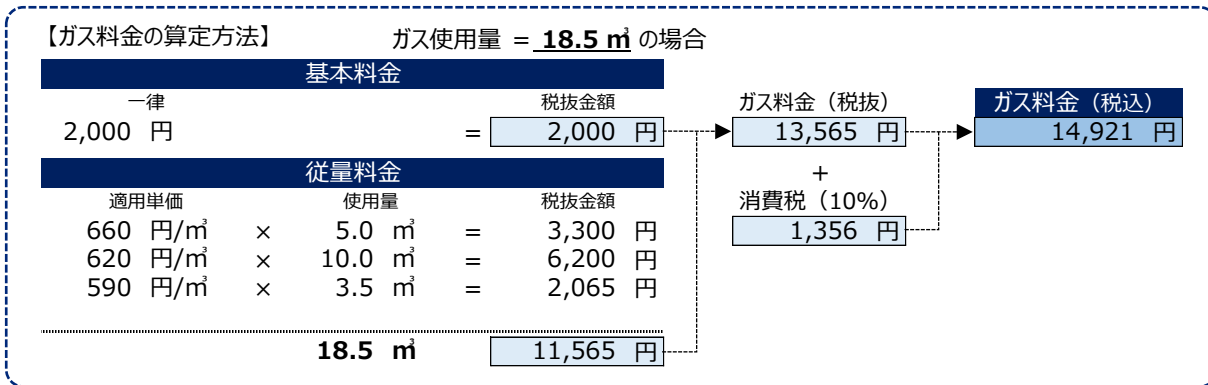 【ガス料金の算定方法】 ガス使用量 = 18.5 ㎥ の場合
基本料金
一律 税抜金額
2,000 円 = 2,000 円
従量料金
適用単価 使用量 税抜金額
660 円/㎥ × 5.0 ㎥ = 3,300 円
620 円/㎥ × 10.0 ㎥ = 6,200 円
590 円/㎥ × 3.5 ㎥ = 2,065 円
18.5 ㎥ 11,565 円
ガス料金（税抜）
13,565 円
+
消費税（10%）
1,356 円
ガス料金（税込）
14,921 円